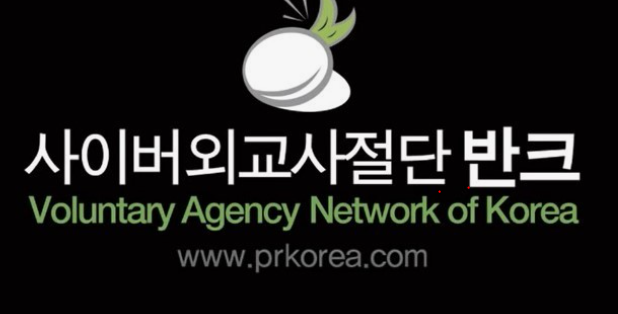 사이버외교사절단 반크
Voluntary Agency Network of Korea
www.prkorea.com